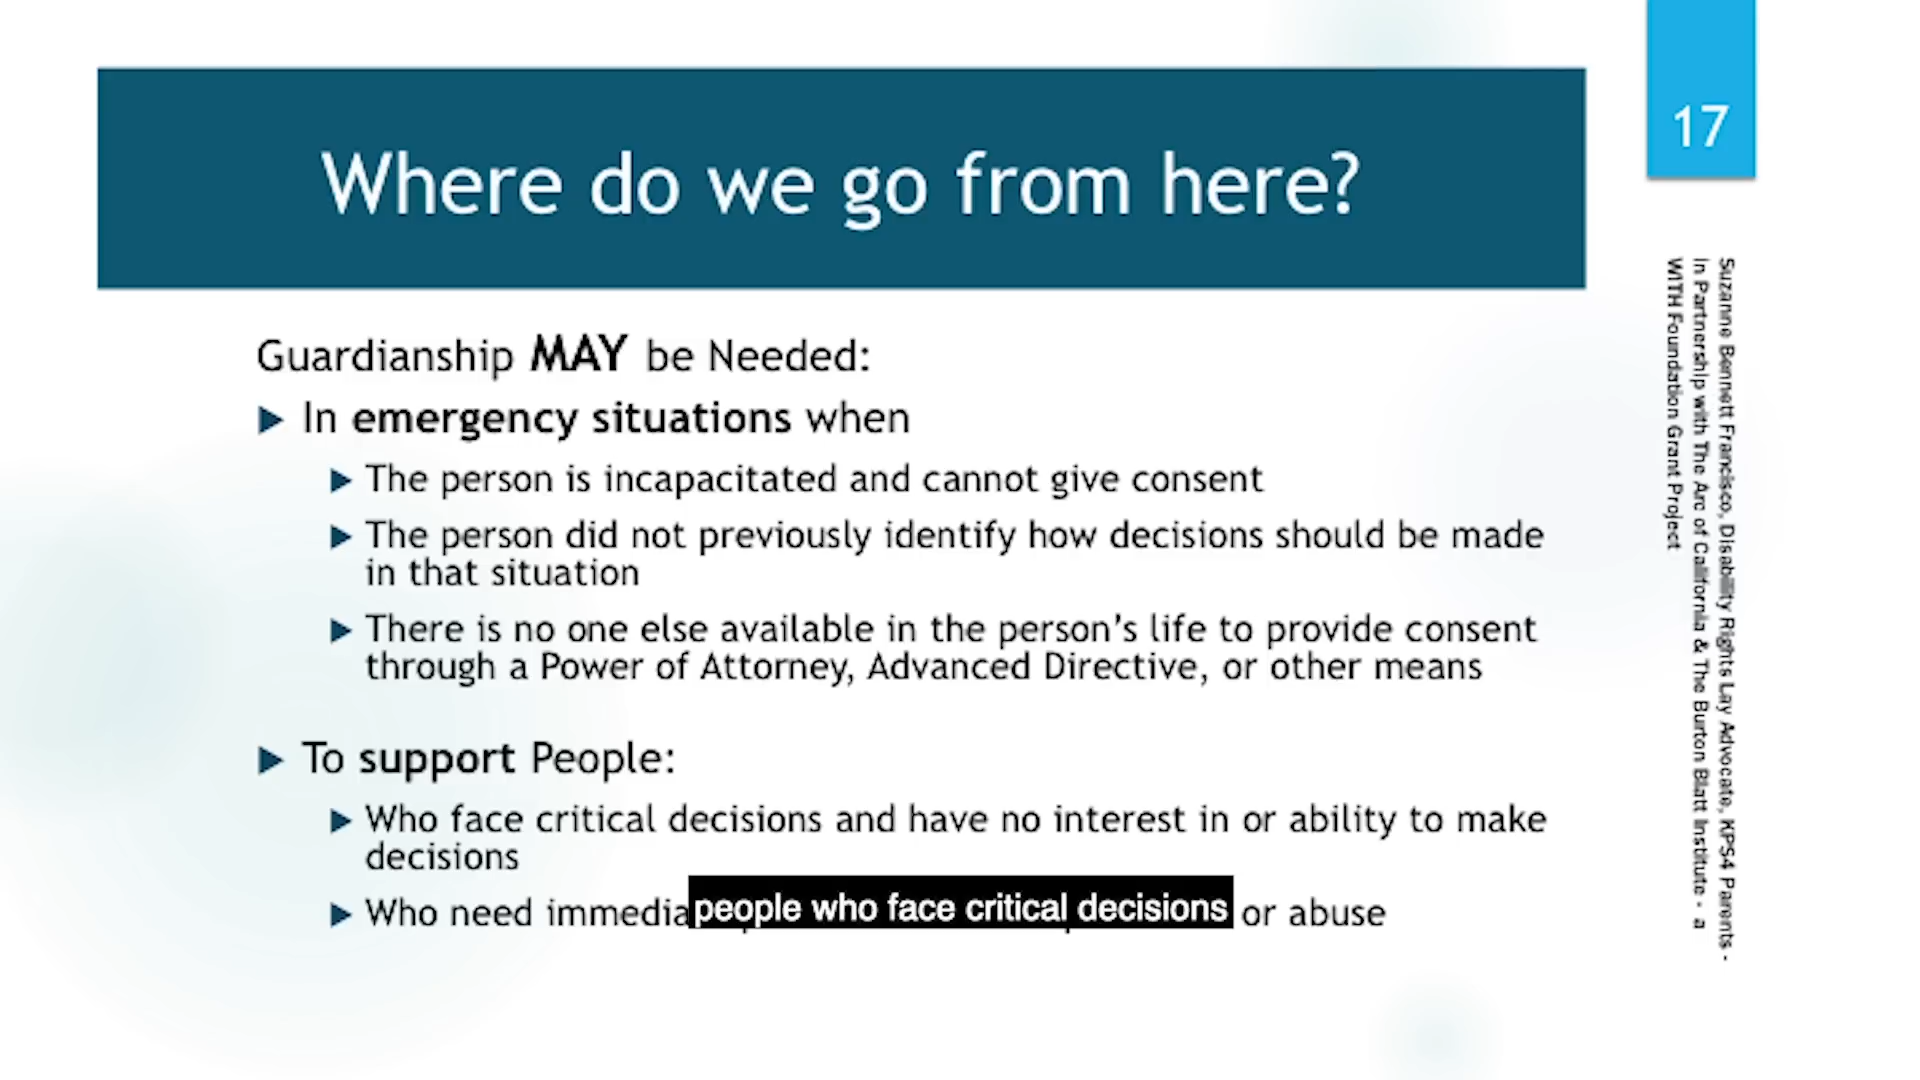 Where do we go from here?
17
Guardianship MAY be Needed:
In emergency situations when
The person is incapacitated and cannot give consent
The person did not previously identify how decisions should be made
in that situation
There is no one else available in the person's life to provide consent
through a Power of Attorney, Advanced Directive, or other means
To support People:
Who face critical decisions and have no interest in or ability to make
decisions
Who need or abuse
people who face critical decisions
Suzanne Bennett Francisco, Disability Rights Lay Advocate, KPS4 Parents -
In Partnership with The Arc of California & The Burton Blatt Institute - a
WITH Foundation Grant Project